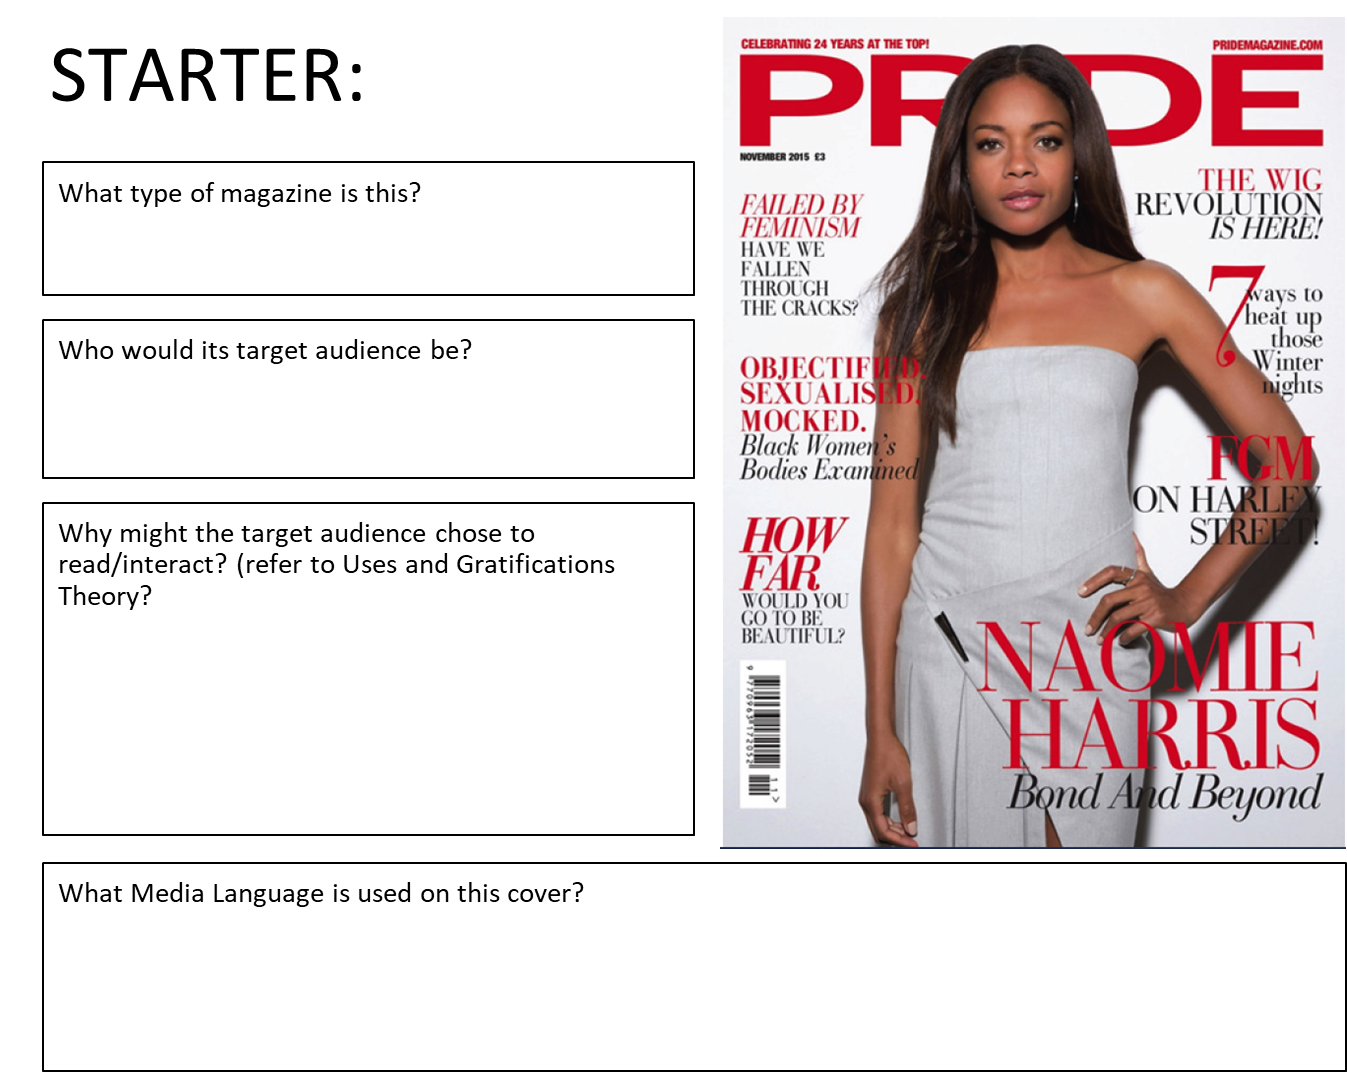 STARTER:
What type of magazine is this?
Who would its target audience be?
Why might the target audience chose to
read/interact? (refer to Uses and Gratifications
Theory?
What Media Language is used on this cover?
CELEBRATING 24 YEARS AT THE TOP!
PRIDEMAGAZINE.COM
PRIDE
NOVEMBER 2015 £3
FAILED BY
FEMINISM
HAVE WE
FALLEN
THROUGH
THE CRACKS?
OBJECTIFIED.
SEXUALISED.
MOCKED.
Black Women's
Bodies Examined
HOW
FAR
WOULD YOU
GO TO BE
BEAUTIFUL?
9 770963 172052
11>
THE WIG
REVOLUTION
IS HERE!
7 ways to
heat up
those
Winter
nights
FGM
ON HARLEY
STREET!
NAOMIE
HARRIS
Bond And Beyond